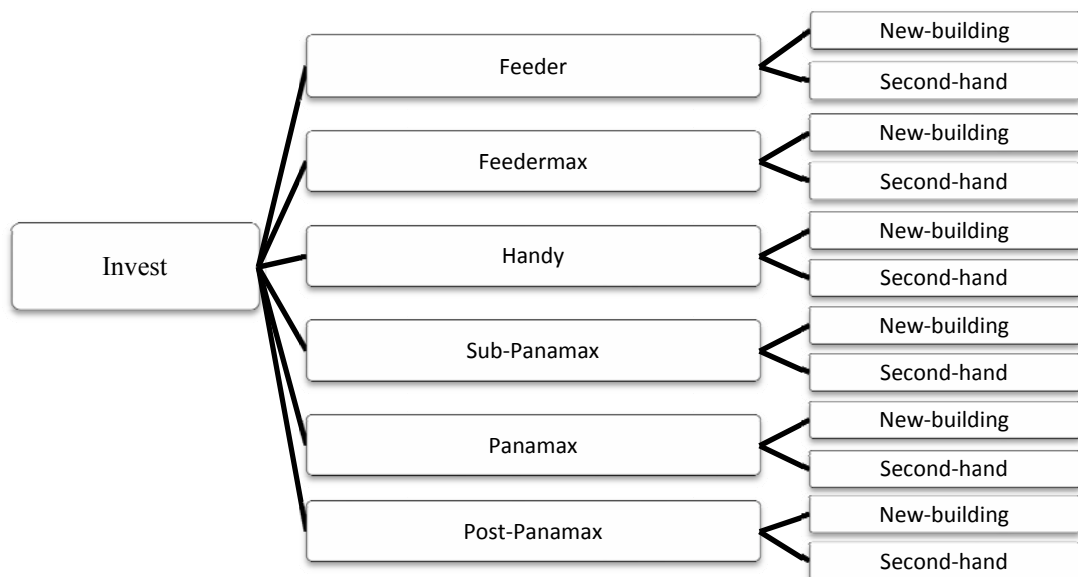 Invest
Feeder
New-building
Second-hand
Feedermax
New-building
Second-hand
Handy
New-building
Second-hand
Sub-Panamax
New-building
Second-hand
Panamax
New-building
Second-hand
Post-Panamax
New-building
Second-hand